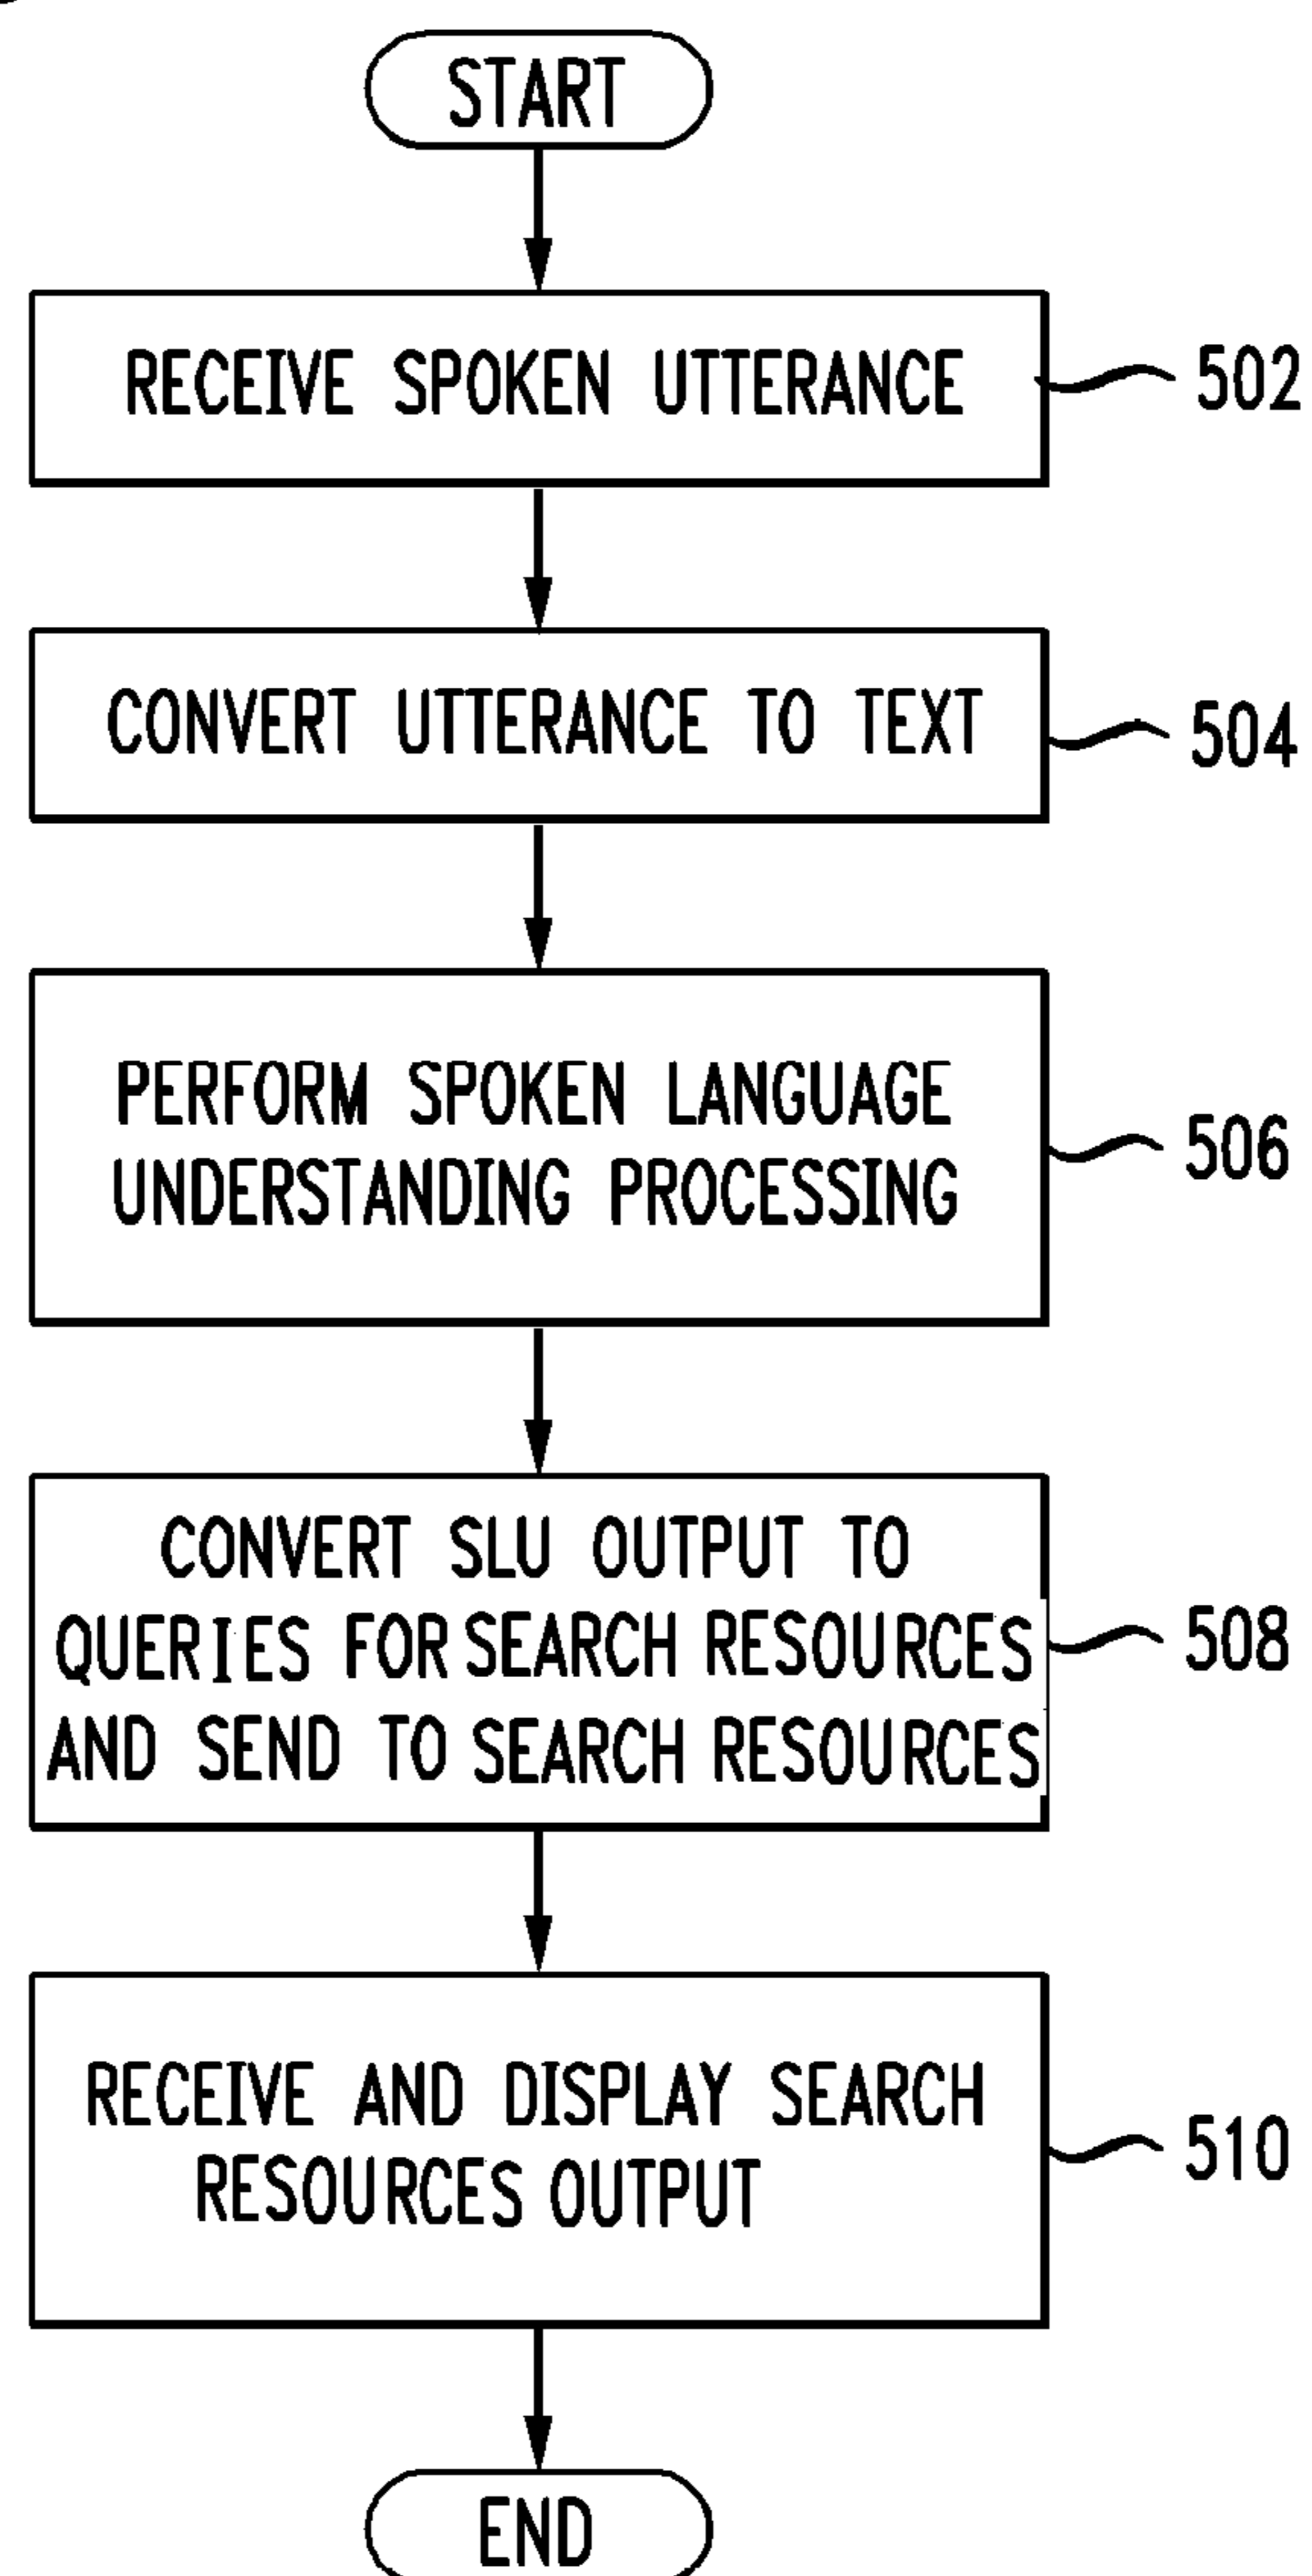 START
RECEIVE SPOKEN UTTERANCE
502
CONVERT UTTERANCE TO TEXT
504
PERFORM SPOKEN LANGUAGE
UNDERSTANDING PROCESSING
506
CONVERT SLU OUTPUT TO
QUERIES FOR SEARCH RESOURCES
AND SEND TO SEARCH RESOURCES
508
RECEIVE AND DISPLAY SEARCH
RESOURCES OUTPUT
510
END